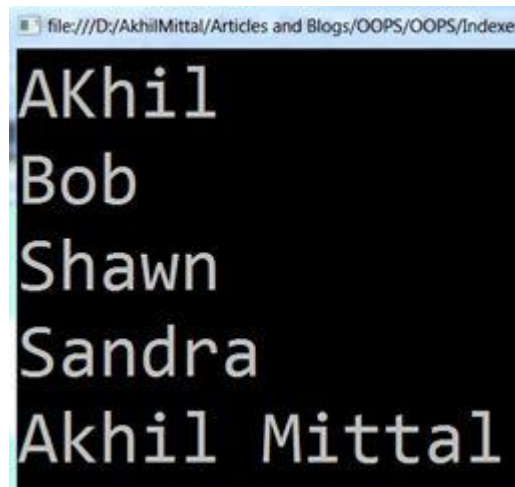 file:///D:/AkhilMittal/Articles and Blogs/OOPS/OOPS/Indexe
AKhil
Bob
Shawn
Sandra
Akhil Mittal